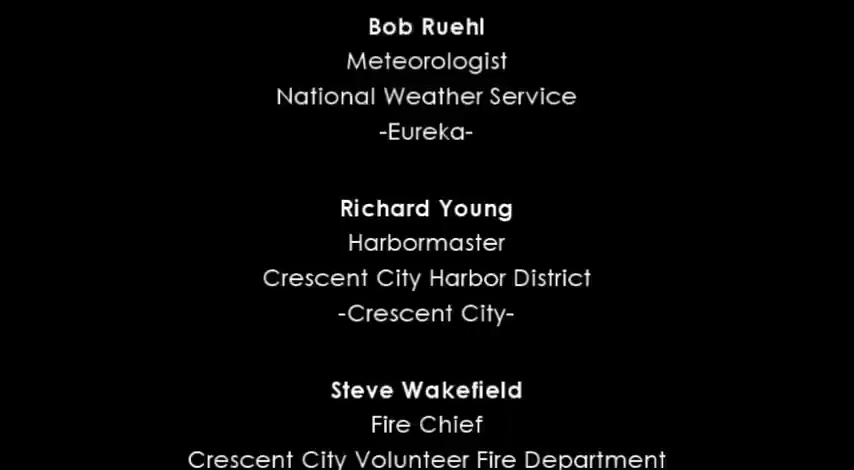 Bob Ruehl
Meteorologist
National Weather Service
-Eureka-
Richard Young
Harbormaster
Crescent City Harbor District
-Crescent City-
Steve Wakefield
Fire Chief
Crescent City Volunteer Fire Department